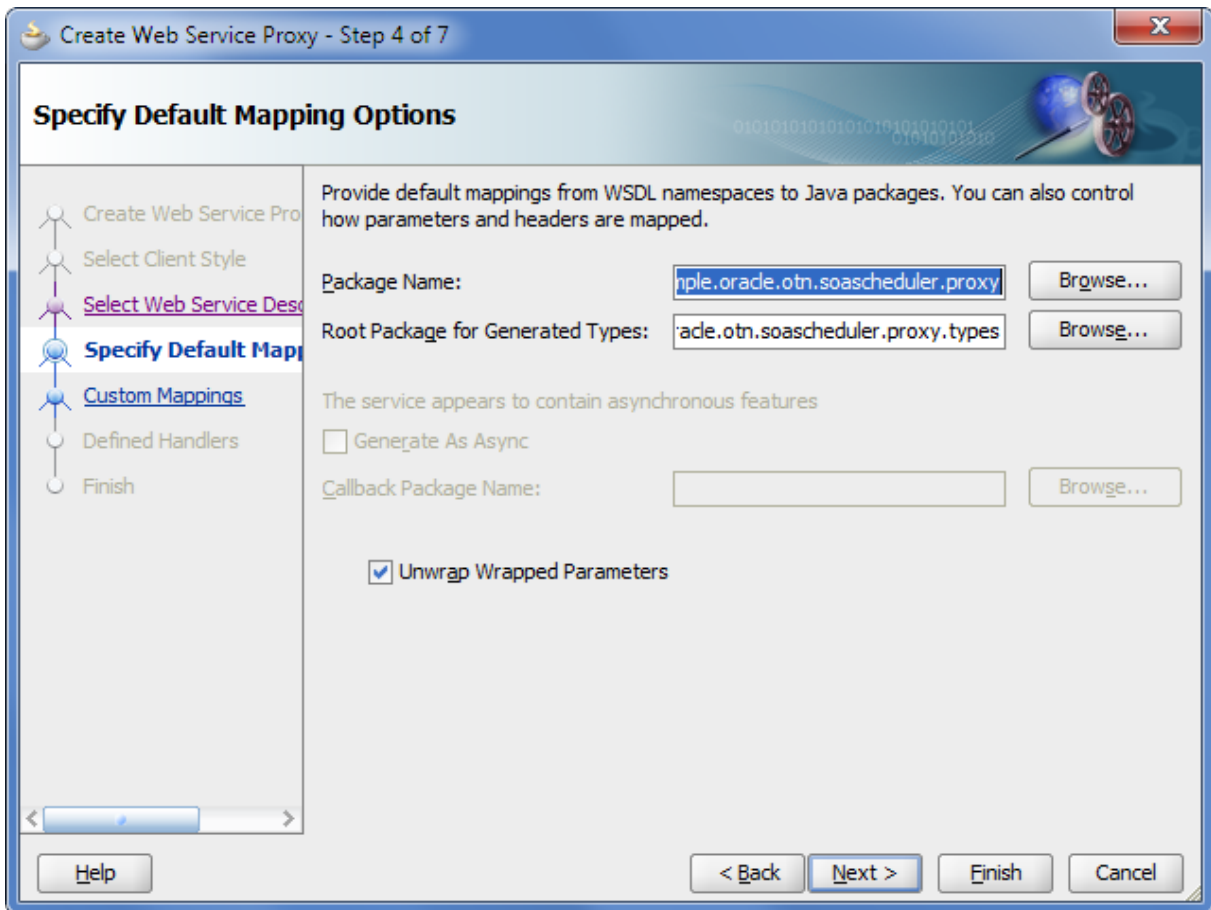 Create Web Service Proxy - Step 4 of 7
Specify Default Mapping Options
010101010101010101010101
01010101010
Create Web Service Pro
Select Client Style
Select Web Service Desc
Specify Default Mapp
Custom Mappings
Defined Handlers
Finish
Provide default mappings from WSDL namespaces to Java packages. You can also control
how parameters and headers are mapped.
Package Name: mple.oracle.otn.soascheduler.proxy Browse...
Root Package for Generated Types: racle.otn.soascheduler.proxy.types Browse...
The service appears to contain asynchronous features
Generate As Async
Callback Package Name: Browse...
Unwrap Wrapped Parameters
Help < Back Next > Finish Cancel